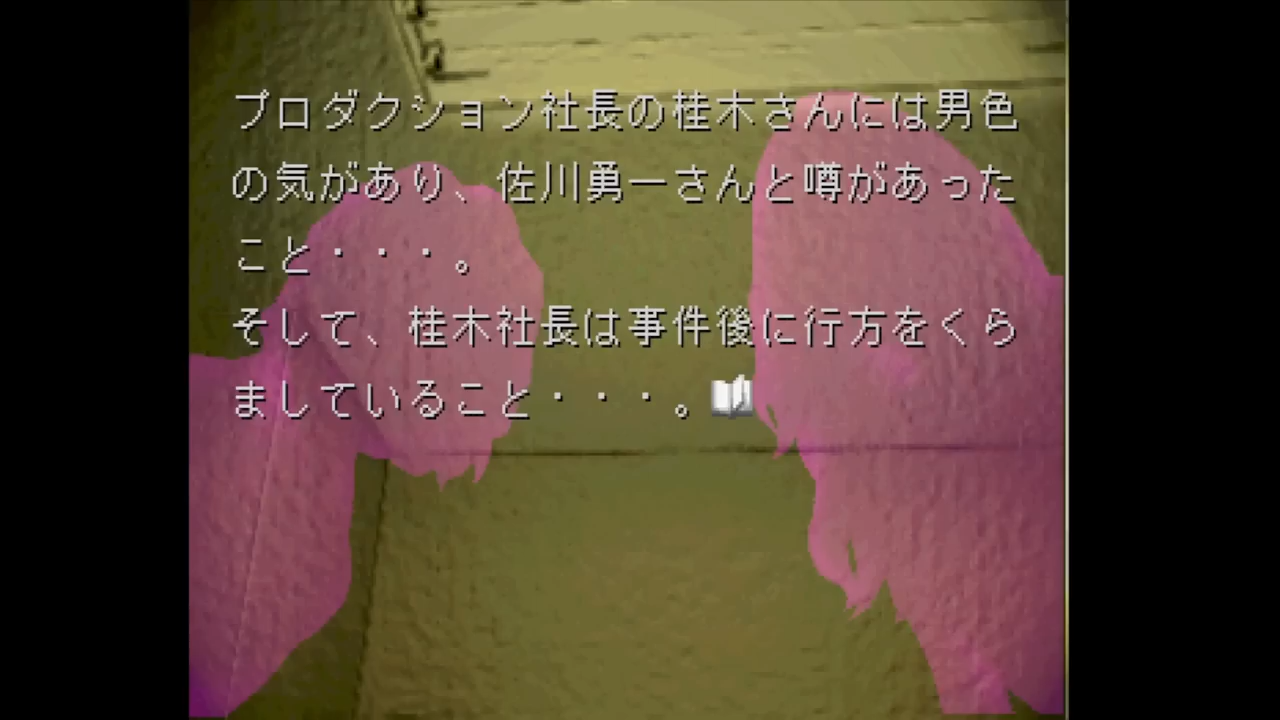 プロダクション社長の桂木さんには男色
の気があり、佐川勇一さんと噂があった
こと・・・。
そして、桂木社長は事件後に行方をくら
ましていること・・・。